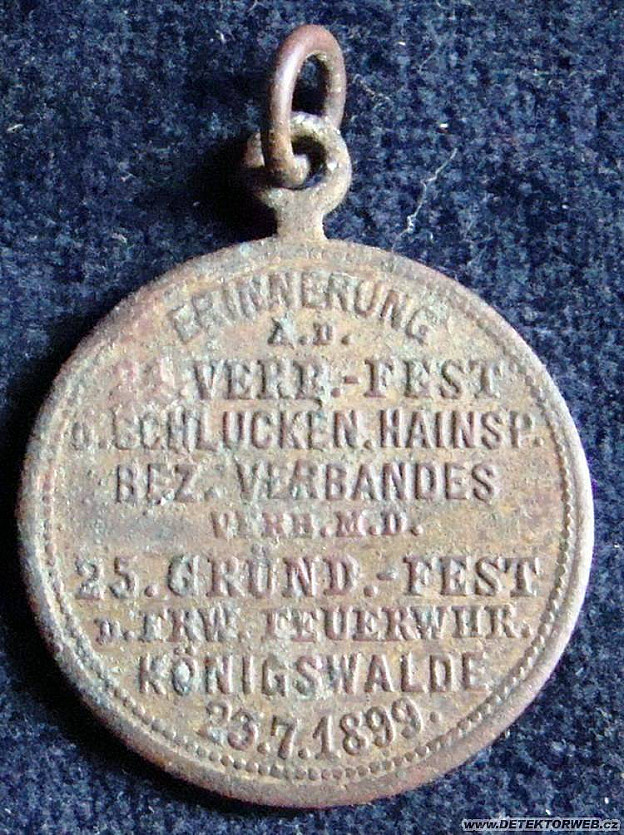 ERINNERUNG
A.D.
VERB.-FEST
D. SCHLUCKEN. HAINSP.
BEZ. VERBANDES
VERB. M. D.
25. GRÜND.-FEST
D. FRW. FEUERWHR.
KÖNIGSWALDE
23.7.1899.
www.DETEKTORWEB.cz